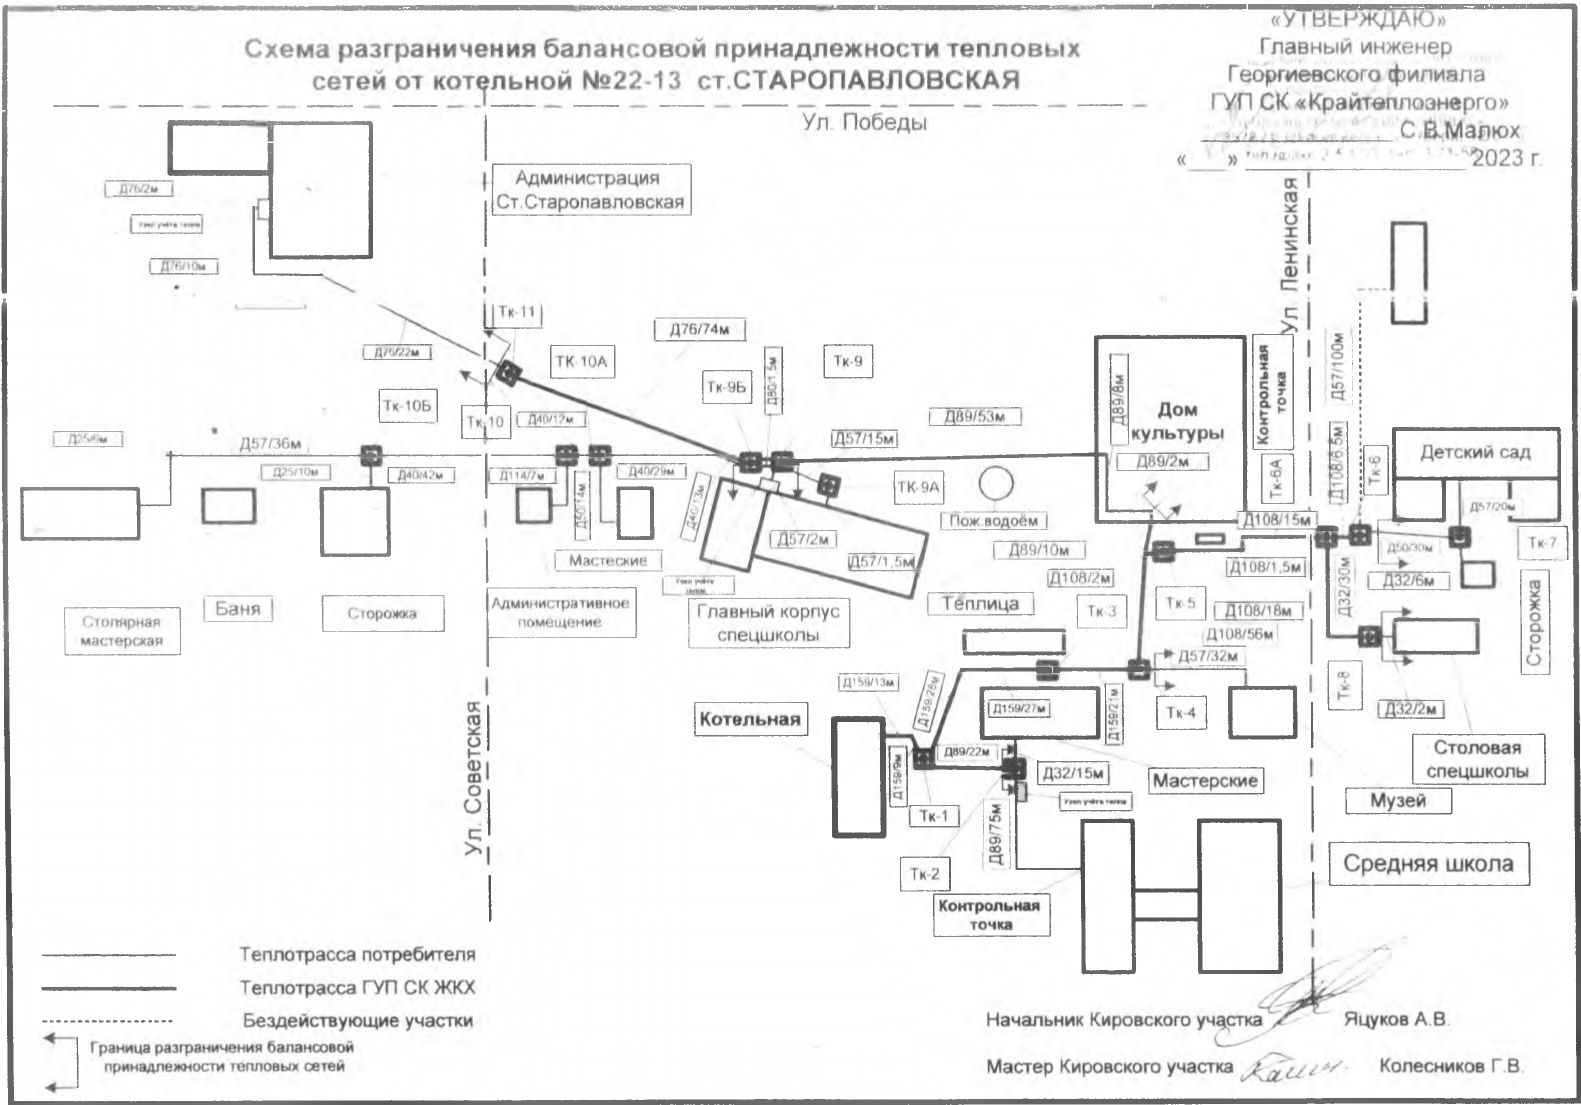 «УТВЕРЖДАЮ»
Главный инженер
Георгиевского филиала
ГУП СК «Крайтеплоэнерго»
С.В.Малюх
« » 2023 г.
Схема разграничения балансовой принадлежности тепловых
сетей от котельной №22-13 ст.СТАРОПАВЛОВСКАЯ
Ул. Победы
Администрация
Ст.Старопавловская
Д76/2м
Узел учёта тепла
Д76/10м
Д76/22м
Тк-11
ТК-10А
Д76/74м
Тк-9Б
Д80/1,5м
Тк-9
Тк-10Б
Тк-10
Д40/12м
Д25/6м
Д57/36м
Д25/10м
Д40/42м
Д114/7м
Д50/14м
Д40/29м
Д40/13м
Д57/15м
Д89/53м
ТК-9А
Пож.водоём
Д57/2м
Д57/1,5м
Узел учёта
тепла
Д89/8м
Дом
культуры
Д89/2м
Контрольная
точка
Тк-6А
Ул Ленинская
Д57/100м
Д108/6,5м
Тк-6
Детский сад
Д57/20м
Тк-7
Д50/30м
Д32/6м
Д108/15м
Д108/1,5м
Д89/10м
Д108/2м
Тк-3
Тк-5
Д108/18м
Д108/56м
Д57/32м
Д32/30м
Тк-8
Сторожка
Д32/2м
Столовая
спецшколы
Столярная
мастерская
Баня
Сторожка
Административное
помещение
Мастеские
Главный корпус
спецшколы
Теплица
Д159/13м
Д159/28м
Д159/27м
Д159/21м
Тк-4
Котельная
Д159/9м
Д89/22м
Д32/15м
Узел учёта тепла
Мастерские
Музей
Тк-1
Тк-2
Д89/75м
Контрольная
точка
Средняя школа
Ул. Советская
Теплотрасса потребителя
Теплотрасса ГУП СК ЖКХ
Бездействующие участки
Граница разграничения балансовой
принадлежности тепловых сетей
Начальник Кировского участка Яцуков А.В.
Мастер Кировского участка Колесников Г.В.